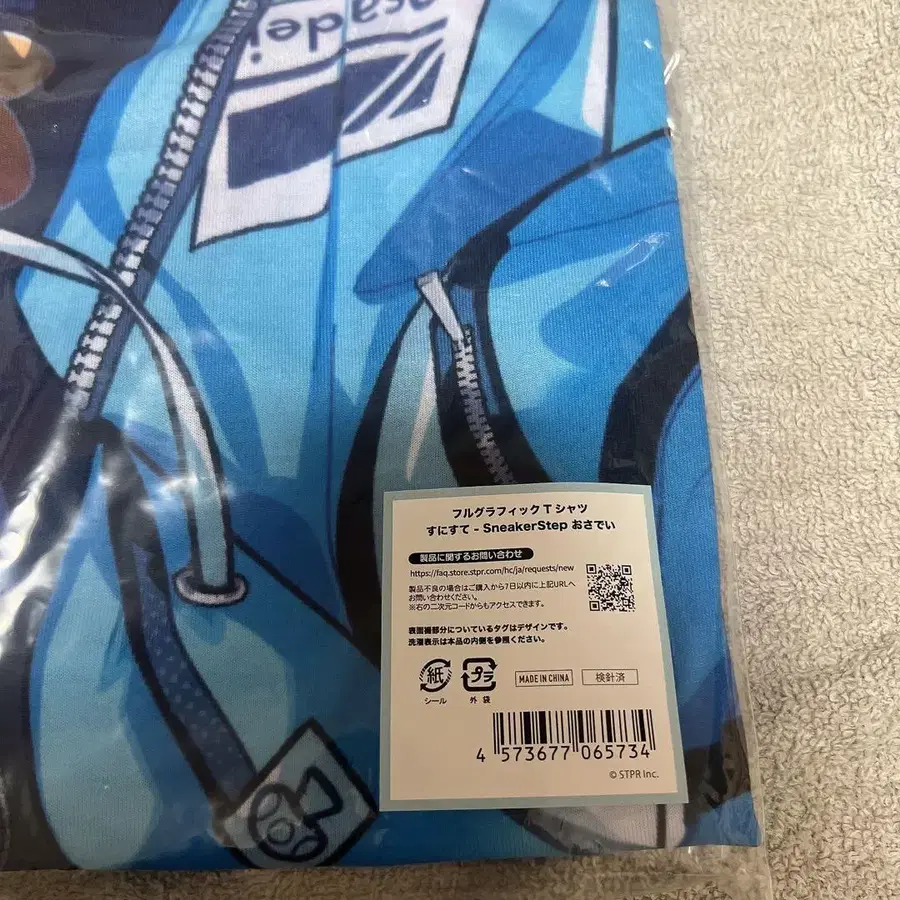 osadei
フルグラフィックTシャツ
すにすて - SneakerStep おさでい
製品に関するお問い合わせ
https://faq.store.stpr.com/hc/ja/requests/new
製品不良の場合はご購入から7日以内に上記URLへ
お問い合わせください。
※右の二次元コードからもアクセスできます。
表面裾部分についているタグはデザインです。
洗濯表示は本品の内側を参照ください。
紙
シール
プラ
外袋
MADE IN CHINA
検針済
4 573677 065734
© STPR Inc.